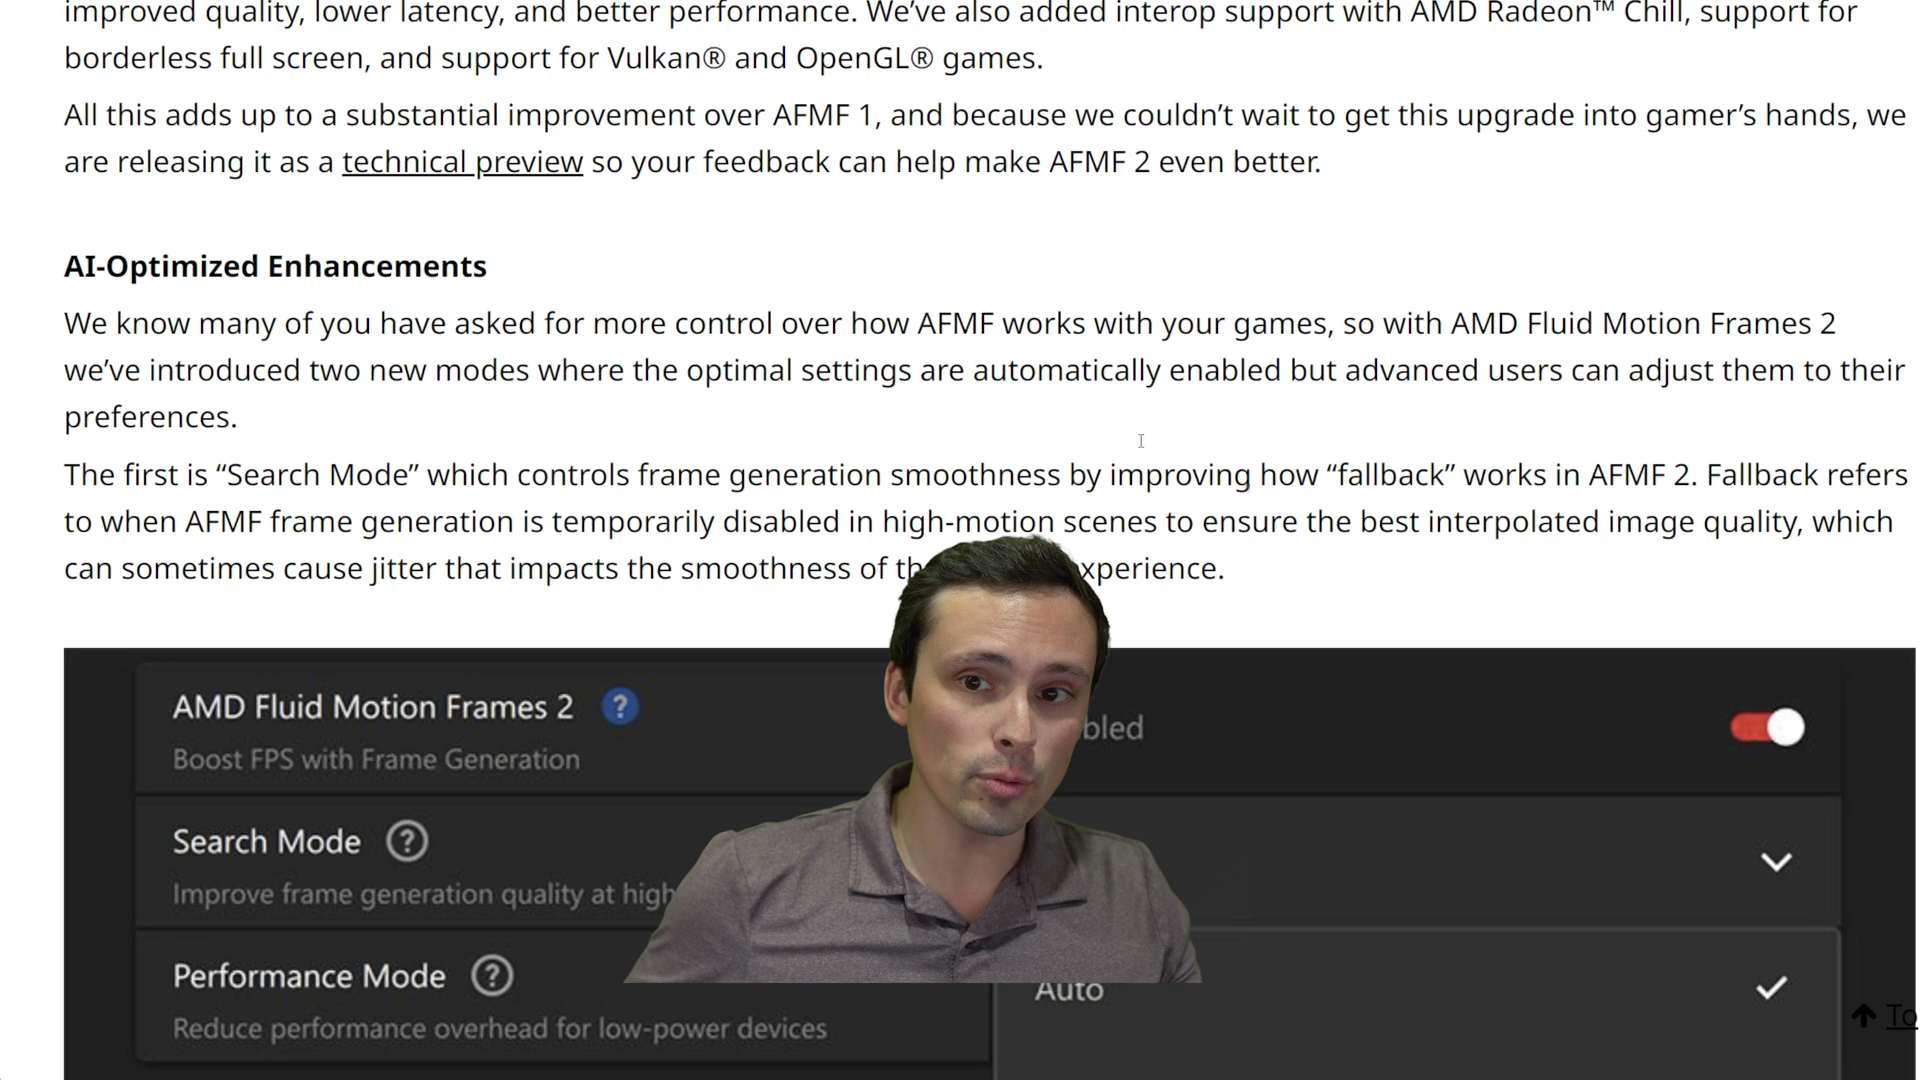 improved quality, lower latency, and better performance. We’ve also added interop support with AMD Radeon™ Chill, support for
borderless full screen, and support for Vulkan® and OpenGL® games.
All this adds up to a substantial improvement over AFMF 1, and because we couldn’t wait to get this upgrade into gamer’s hands, we
are releasing it as a technical preview so your feedback can help make AFMF 2 even better.
AI-Optimized Enhancements
We know many of you have asked for more control over how AFMF works with your games, so with AMD Fluid Motion Frames 2
we’ve introduced two new modes where the optimal settings are automatically enabled but advanced users can adjust them to their
preferences.
The first is “Search Mode” which controls frame generation smoothness by improving how “fallback” works in AFMF 2. Fallback refers
to when AFMF frame generation is temporarily disabled in high-motion scenes to ensure the best interpolated image quality, which
can sometimes cause jitter that impacts the smoothness of th xperience.
AMD Fluid Motion Frames 2 ?
bled
Boost FPS with Frame Generation
Search Mode ?
Improve frame generation quality at high
Performance Mode ?
Auto
Reduce performance overhead for low-power devices
To